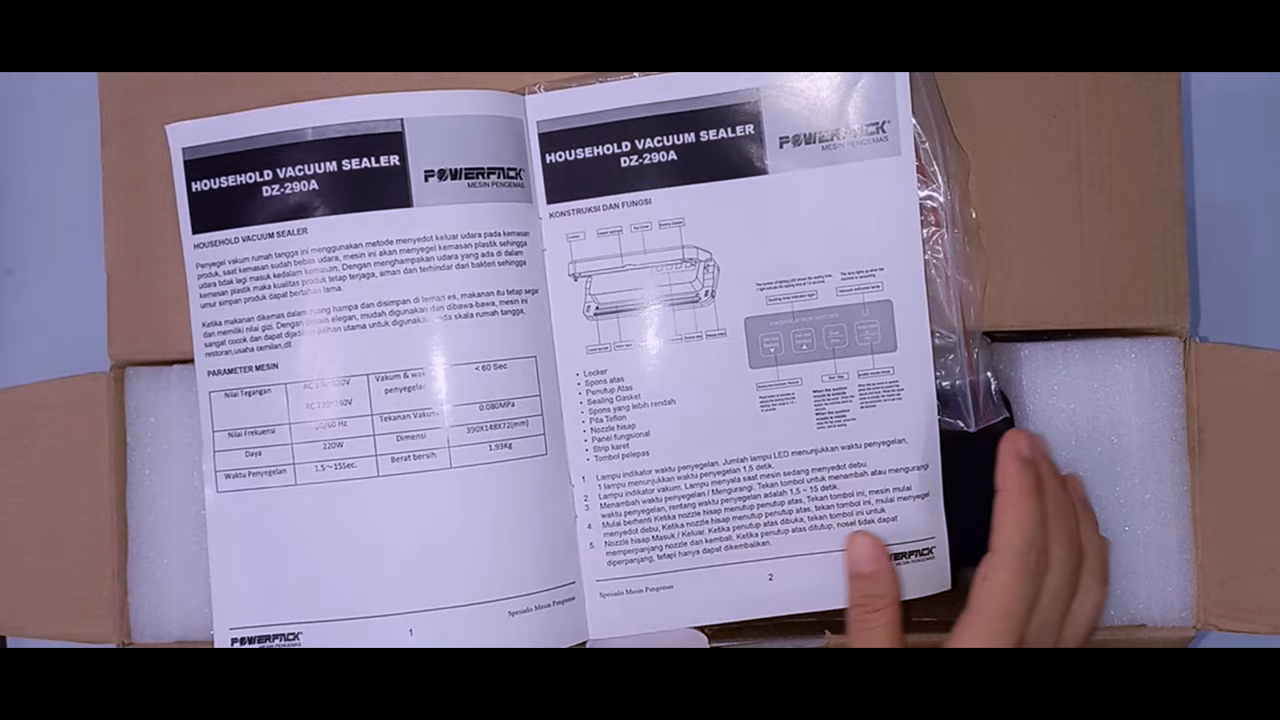 HOUSEHOLD VACUUM SEALER
DZ-290A
POWERPACK
MESIN PENGEMAS
HOUSEHOLD VACUUM SEALER
Penyegel vakum rumah tangga ini menggunakan metode menyedot keluar udara pada kemasan
produk, saat kemasan sudah bebas udara, mesin ini akan menyegel kemasan plastik sehingga
udara tidak lagi masuk kedalam kemasan. Dengan menghampakan udara yang ada di dalam
kemasan plastik maka kualitas produk tetap terjaga, aman dan terhindar dari bakteri sehingga
umur simpan produk dapat bertahan lama.
Ketika makanan dikemas dalam ruang hampa dan disimpan di lemari es, makanan itu tetap segar
dan memiliki nilai gizi. Dengan desain elegan, mudah digunakan dan dibawa-bawa, mesin ini
sangat cocok dan dapat dijadikan pilihan utama untuk digunakan pada skala rumah tangga,
restoran,usaha cemilan,dll
PARAMETER MESIN
Nilai Tegangan
AC 220~240V
Vakum &
penyegelan
< 60 Sec
Nilai Frekuensi
/60 Hz
Tekanan Vakum
0.080MPa
Daya
220W
Dimensi
390X148X72(mm)
Waktu Penyegelan
1.5~15Sec.
Berat bersih
1.93Kg
Spesialis Mesin Pengemas
POWERPACK
MESIN PENGEMAS
1
HOUSEHOLD VACUUM SEALER
DZ-290A
POWERPACK
MESIN PENGEMAS
KONSTRUKSI DAN FUNGSI
• Locker
• Spons atas
• Penutup Atas
• Sealing Gasket
• Spons yang lebih rendah
• Pita Teflon
• Nozzle hisap
• Panel fungsional
• Strip karet
• Tombol pelepas
1. Lampu indikator waktu penyegelan. Jumlah lampu LED menunjukkan waktu penyegelan,
1 lampu menunjukkan waktu penyegelan 1,5 detik.
2. Lampu indikator vakum. Lampu menyala saat mesin sedang menyedot debu.
3. Menambah waktu penyegelan / Mengurangi. Tekan tombol untuk menambah atau mengurangi
waktu penyegelan, rentang waktu penyegelan adalah 1,5 ~ 15 detik.
4. Mulai berhenti Ketika nozzle hisap menutup penutup atas, Tekan tombol ini, mesin mulai
menyedot debu, Ketika nozzle hisap menutup penutup atas, tekan tombol ini, mulai menyegel
5. Nozzle hisap Masuk / Keluar, Ketika penutup atas dibuka, tekan tombol ini untuk
memperpanjang nozzle dan kembali. Ketika penutup atas ditutup, nosel tidak dapat
diperpanjang, tetapi hanya dapat dikembalikan.
Spesialis Mesin Pengemas
2
MESIN PENGEMAS